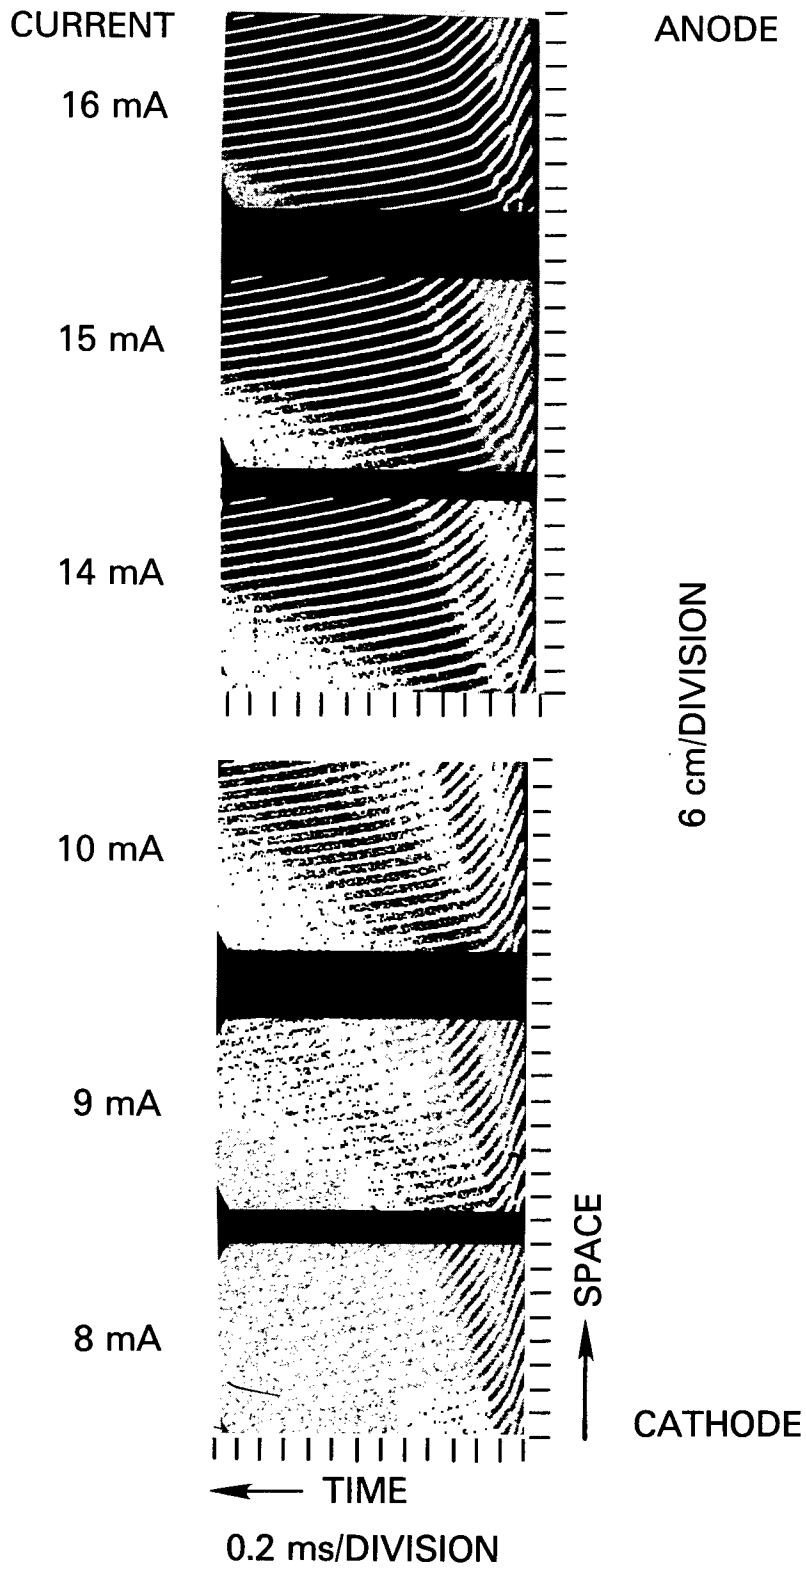 CURRENT
ANODE
16 mA
15 mA
14 mA
6 cm/DIVISION
10 mA
9 mA
SPACE
8 mA
CATHODE
TIME
0.2 ms/DIVISION